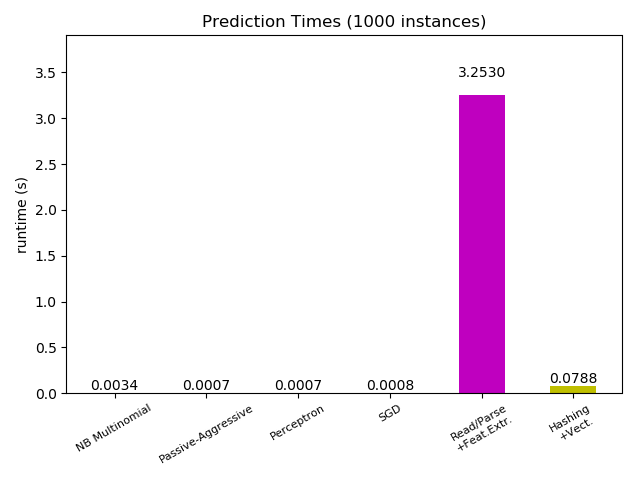 Prediction Times (1000 instances)
runtime (s)
3.5
3.0
2.5
2.0
1.5
1.0
0.5
0.0
0.0034
0.0007
0.0007
0.0008
3.2530
0.0788
NB Multinomial
Passive-Aggressive
Perceptron
SGD
Read/Parse
+Feat.Extr.
Hashing
+Vect.